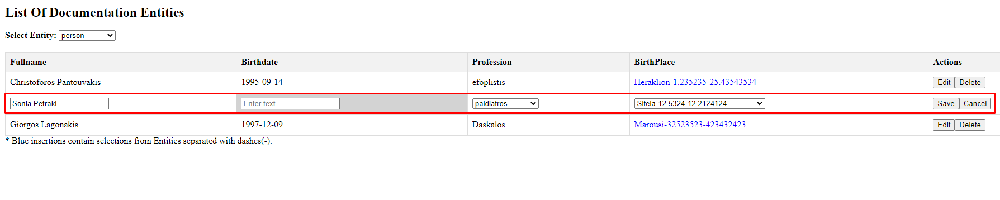 List Of Documentation Entities
Select Entity: person
Fullname Birthdate Profession BirthPlace Actions
Christoforos Pantouvakis 1995-09-14 efoplistis Heraklion-1.235235-25.43543534 Edit Delete
Sonia Petraki Enter text paidiatros Siteia-12.5324-12.2124124 Save Cancel
Giorgos Lagonakis 1997-12-09 Daskalos Marousi-32523523-423432423 Edit Delete
* Blue insertions contain selections from Entities separated with dashes(-).